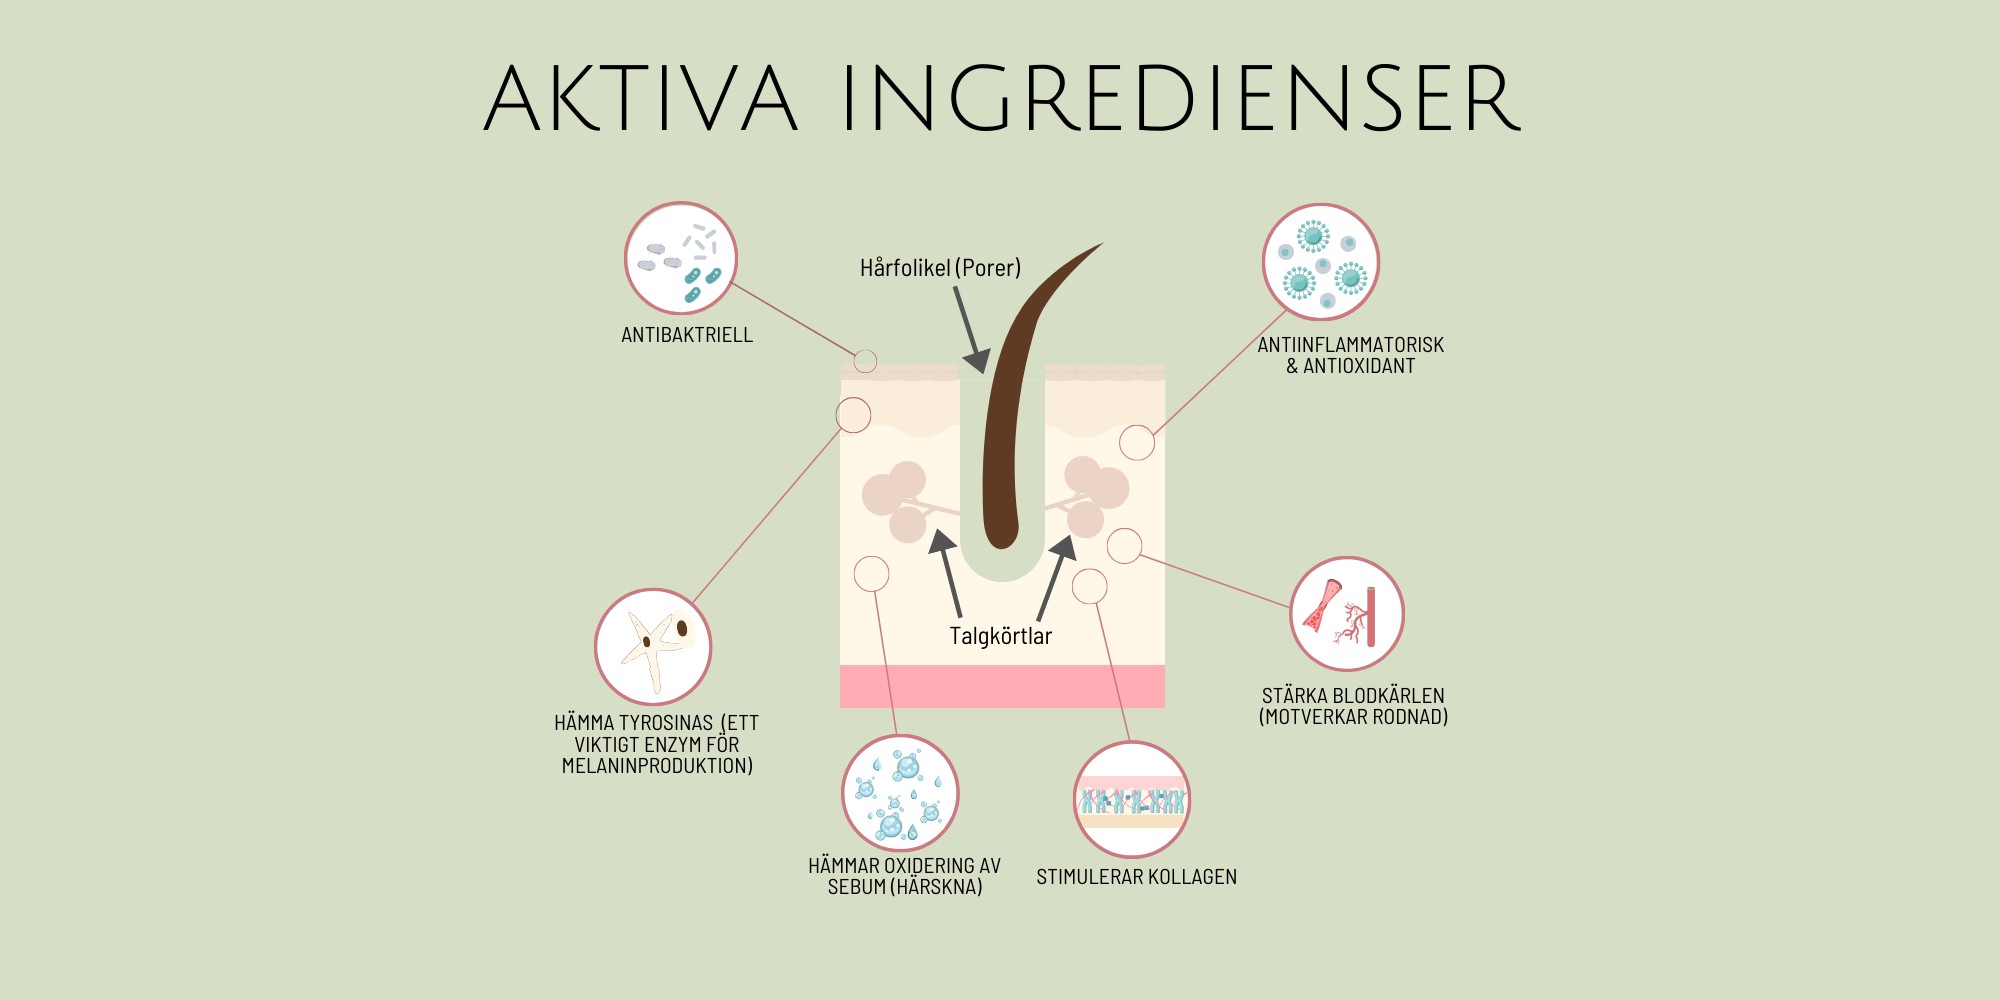 AKTIVA INGREDIENSER
Hårfolikel (Porer)
ANTIBAKTRIELL
ANTIINFLAMMATORISK
& ANTIOXIDANT
Talgkörtlar
STÄRKA BLODKÄRLEN
(MOTVERKAR RODNAD)
HÄMMA TYROSINAS (ETT
VIKTIGT ENZYM FÖR
MELANINPRODUKTION)
HÄMMAR OXIDERING AV
SEBUM (HÄRSKNA)
STIMULERAR KOLLAGEN